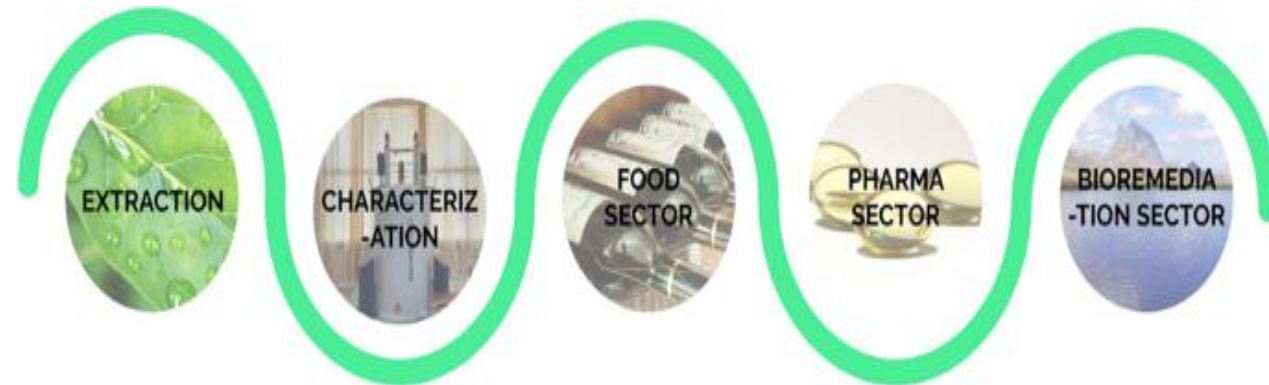 EXTRACTION
CHARACTERIZ
-ATION
FOOD
SECTOR
PHARMA
SECTOR
BIOREMEDIA
-TION SECTOR